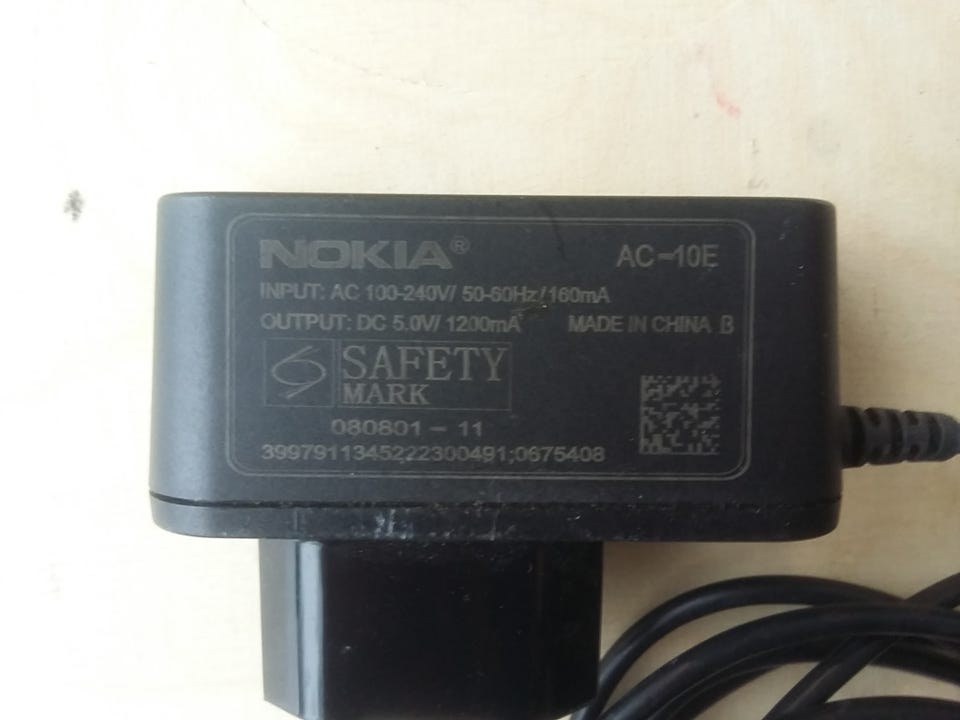 NOKIA® AC-10E
INPUT: AC 100-240V/ 50-60Hz/160mA
OUTPUT: DC 5.0V/ 1200mA MADE IN CHINA B
SAFETY
MARK
080801-11
3997911345222300491;0675408